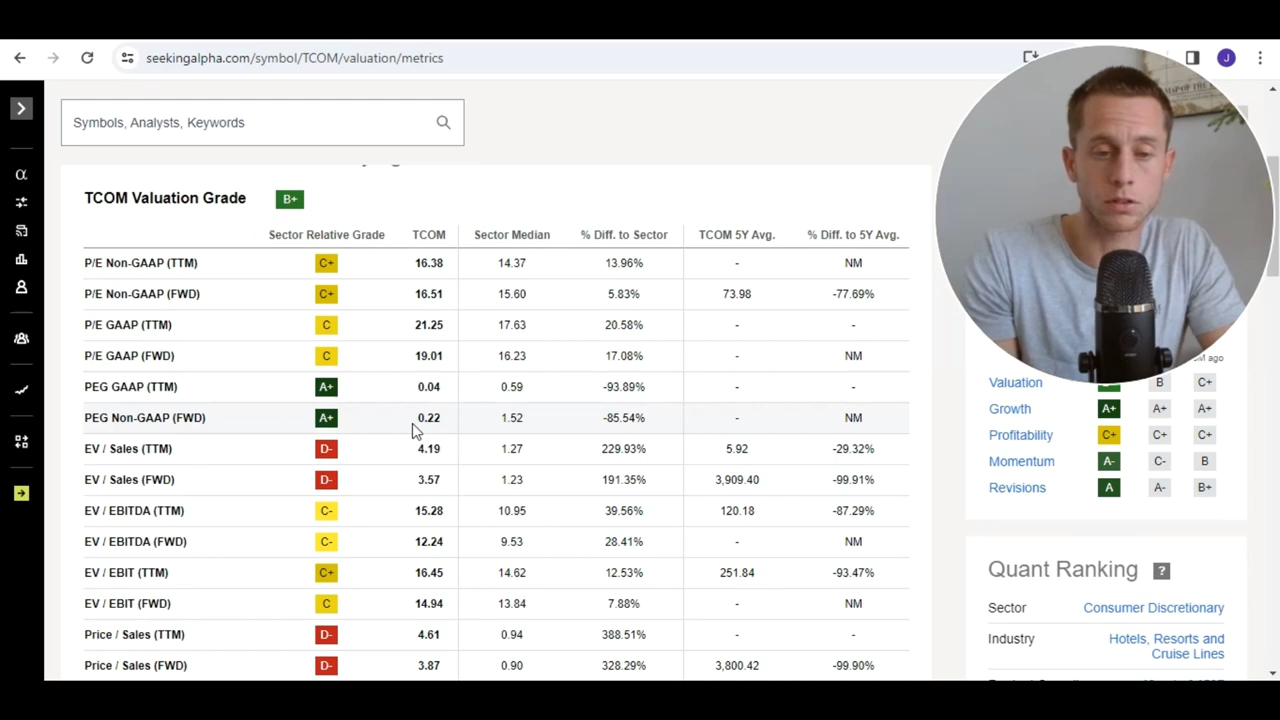 seekingalpha.com/symbol/TCOM/valuation/metrics
J
Symbols, Analysts, Keywords
TCOM Valuation Grade B+
Sector Relative Grade TCOM Sector Median % Diff. to Sector TCOM 5Y Avg. % Diff. to 5Y Avg.
P/E Non-GAAP (TTM) C+ 16.38 14.37 13.96% - NM
P/E Non-GAAP (FWD) C+ 16.51 15.60 5.83% 73.98 -77.69%
P/E GAAP (TTM) C 21.25 17.63 20.58% - -
P/E GAAP (FWD) C 19.01 16.23 17.08% - NM
PEG GAAP (TTM) A+ 0.04 0.59 -93.89% - -
PEG Non-GAAP (FWD) A+ 0.22 1.52 -85.54% - NM
EV / Sales (TTM) D- 4.19 1.27 229.93% 5.92 -29.32%
EV / Sales (FWD) D- 3.57 1.23 191.35% 3,909.40 -99.91%
EV / EBITDA (TTM) C- 15.28 10.95 39.56% 120.18 -87.29%
EV / EBITDA (FWD) C- 12.24 9.53 28.41% - NM
EV / EBIT (TTM) C+ 16.45 14.62 12.53% 251.84 -93.47%
EV / EBIT (FWD) C 14.94 13.84 7.88% - NM
Price / Sales (TTM) D- 4.61 0.94 388.51% - -
Price / Sales (FWD) D- 3.87 0.90 328.29% 3,800.42 -99.90%
ago
Valuation B C+
Growth A+ A+ A+
Profitability C+ C+ C+
Momentum A- C- B
Revisions A A- B+
Quant Ranking ?
Sector Consumer Discretionary
Industry Hotels, Resorts and
Cruise Lines